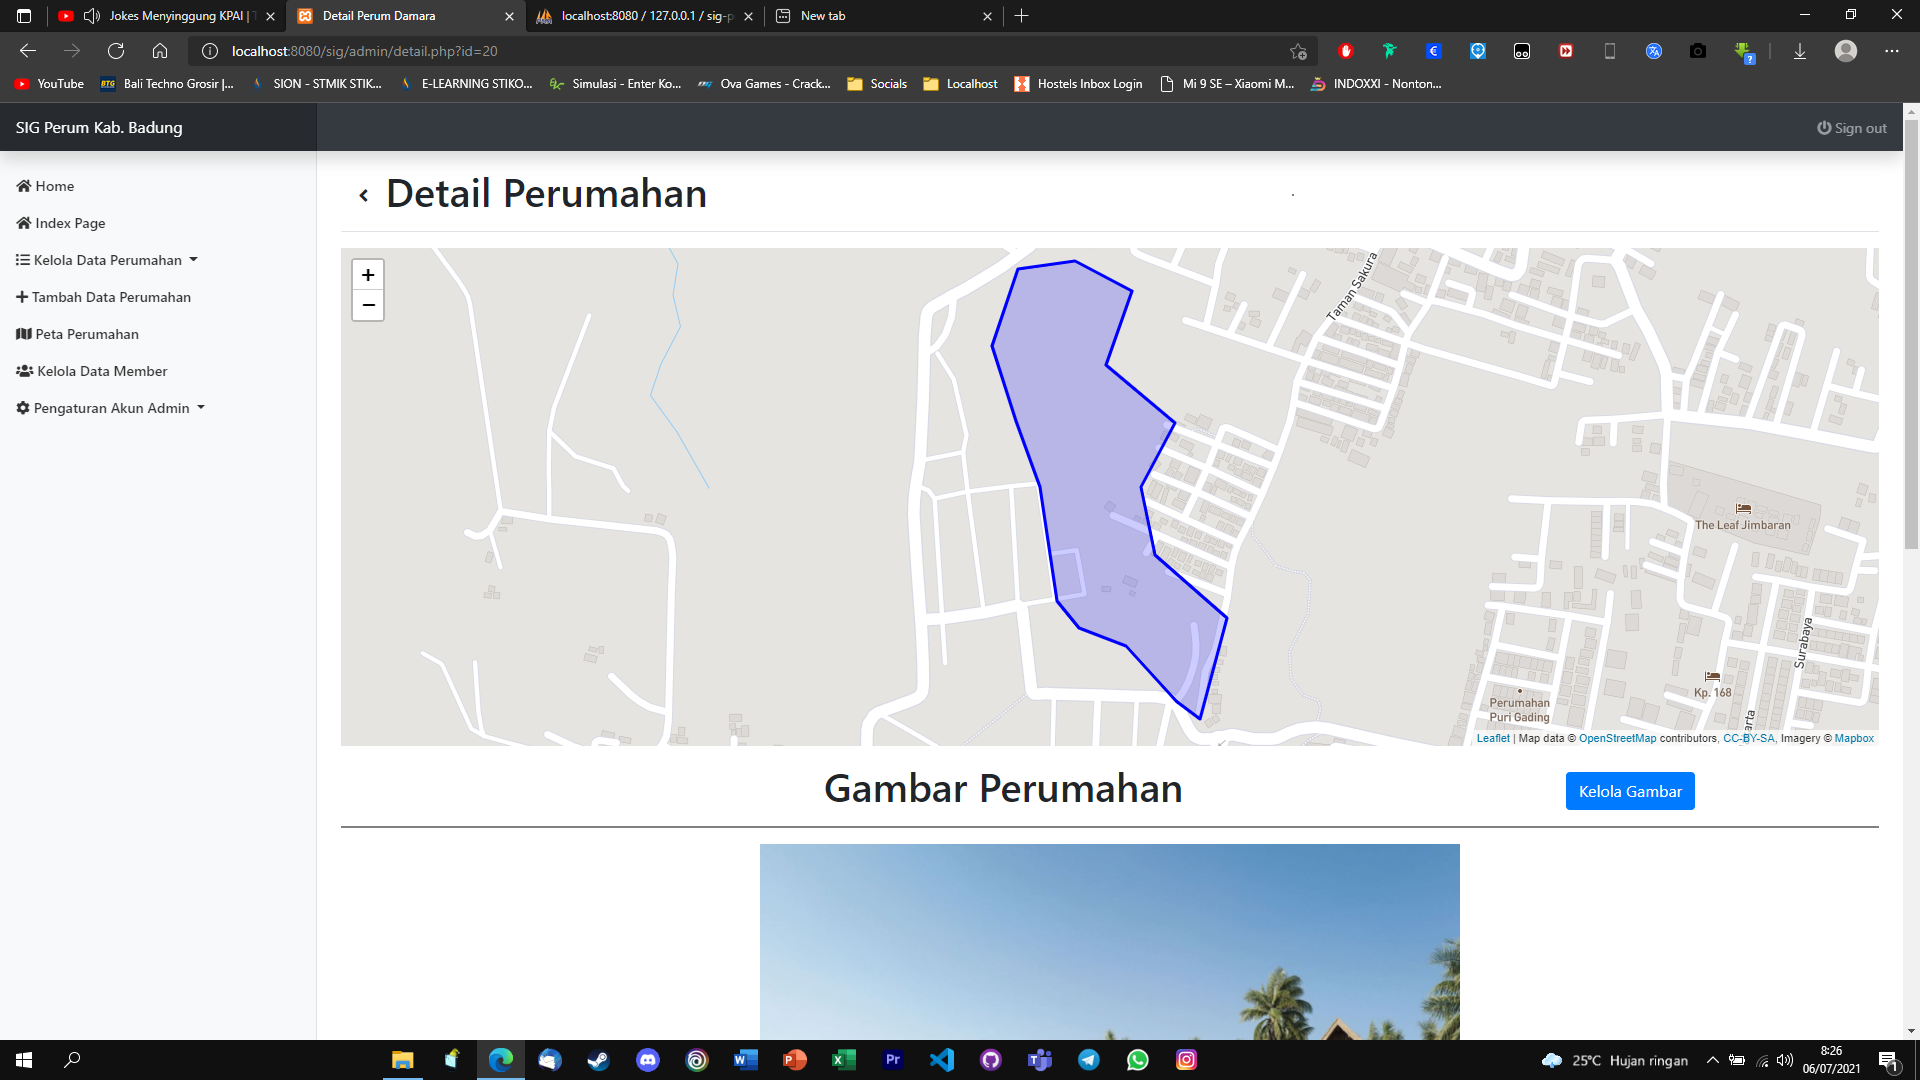 Jokes Menyinggung KPAI | T
Detail Perum Damara
localhost:8080 / 127.0.0.1 / sig-p
New tab
localhost:8080/sig/admin/detail.php?id=20
YouTube
Bali Techno Grosir |...
SION - STMIK STIK...
E-LEARNING STIKO...
Simulasi - Enter Ko...
Ova Games - Crack...
Socials
Localhost
Hostels Inbox Login
Mi 9 SE – Xiaomi M...
INDOXXI - Nonton...
SIG Perum Kab. Badung
Sign out
Home
Index Page
Kelola Data Perumahan
Tambah Data Perumahan
Peta Perumahan
Kelola Data Member
Pengaturan Akun Admin
Detail Perumahan
+
−
Taman Sakura
The Leaf Jimbaran
Surabaya
Kp. 168
Perumahan
Puri Gading
Leaflet | Map data © OpenStreetMap contributors, CC-BY-SA, Imagery © Mapbox
Gambar Perumahan
Kelola Gambar
25°C Hujan ringan
8:26
06/07/2021
1